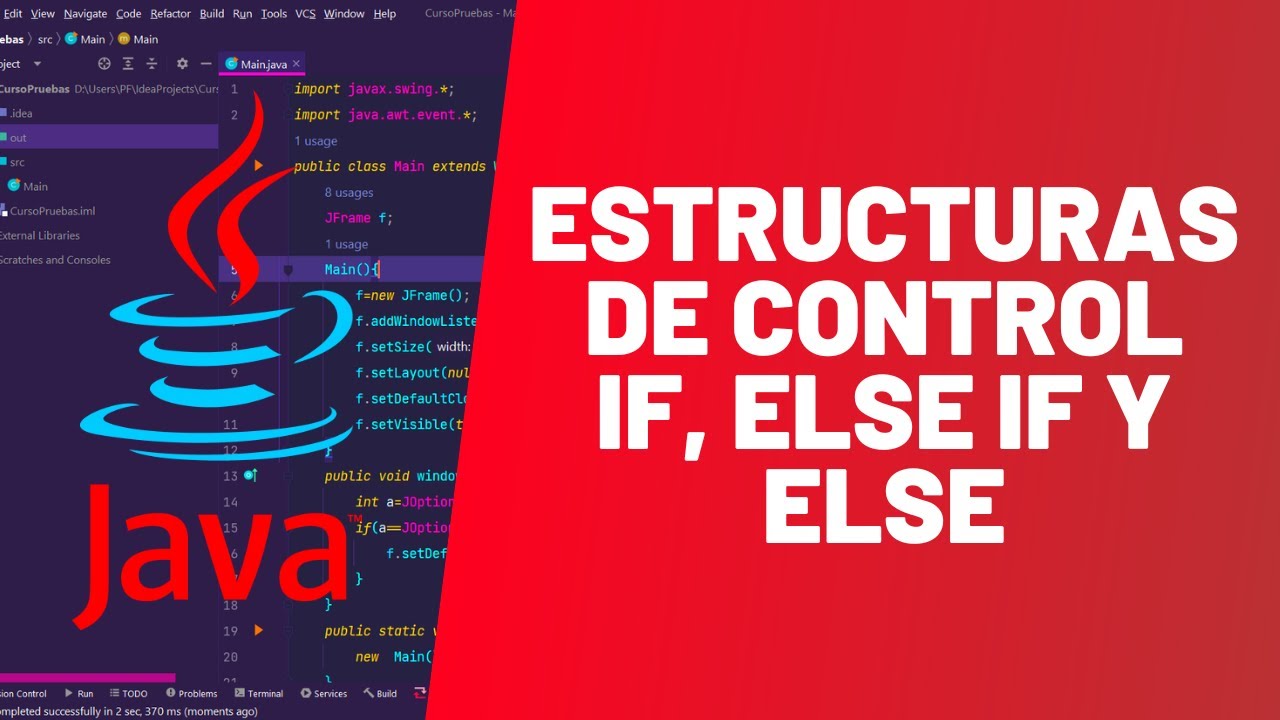 Edit View Navigate Code Refactor Build Run Tools VCS Window Help CursoPruebas - Ma
ebas src Main Main
ject
Main.java
CursoPruebas D:\Users\PF\IdeaProjects\Curs
.idea
out
src
Main
CursoPruebas.iml
External Libraries
Scratches and Consoles
1 import javax.swing.*;
2 import java.awt.event.*;
1 usage
public class Main extends W
8 usages
JFrame f;
1 usage
5 Main(){
6 f=new JFrame();
f.addWindowListe
8 f.setSize( width:
9 f.setLayout(nul
f.setDefaultClo
11 f.setVisible(t
12 }
13 public void window
14 int a=JOption
15 if(a==JOption
6 f.setDef
}
18 }
19 public static v
20 new Main(
21 }
Java™
ESTRUCTURAS
DE CONTROL
IF, ELSE IF Y
ELSE
sion Control Run TODO Problems Terminal Services Build
ompleted successfully in 2 sec, 370 ms (moments ago)